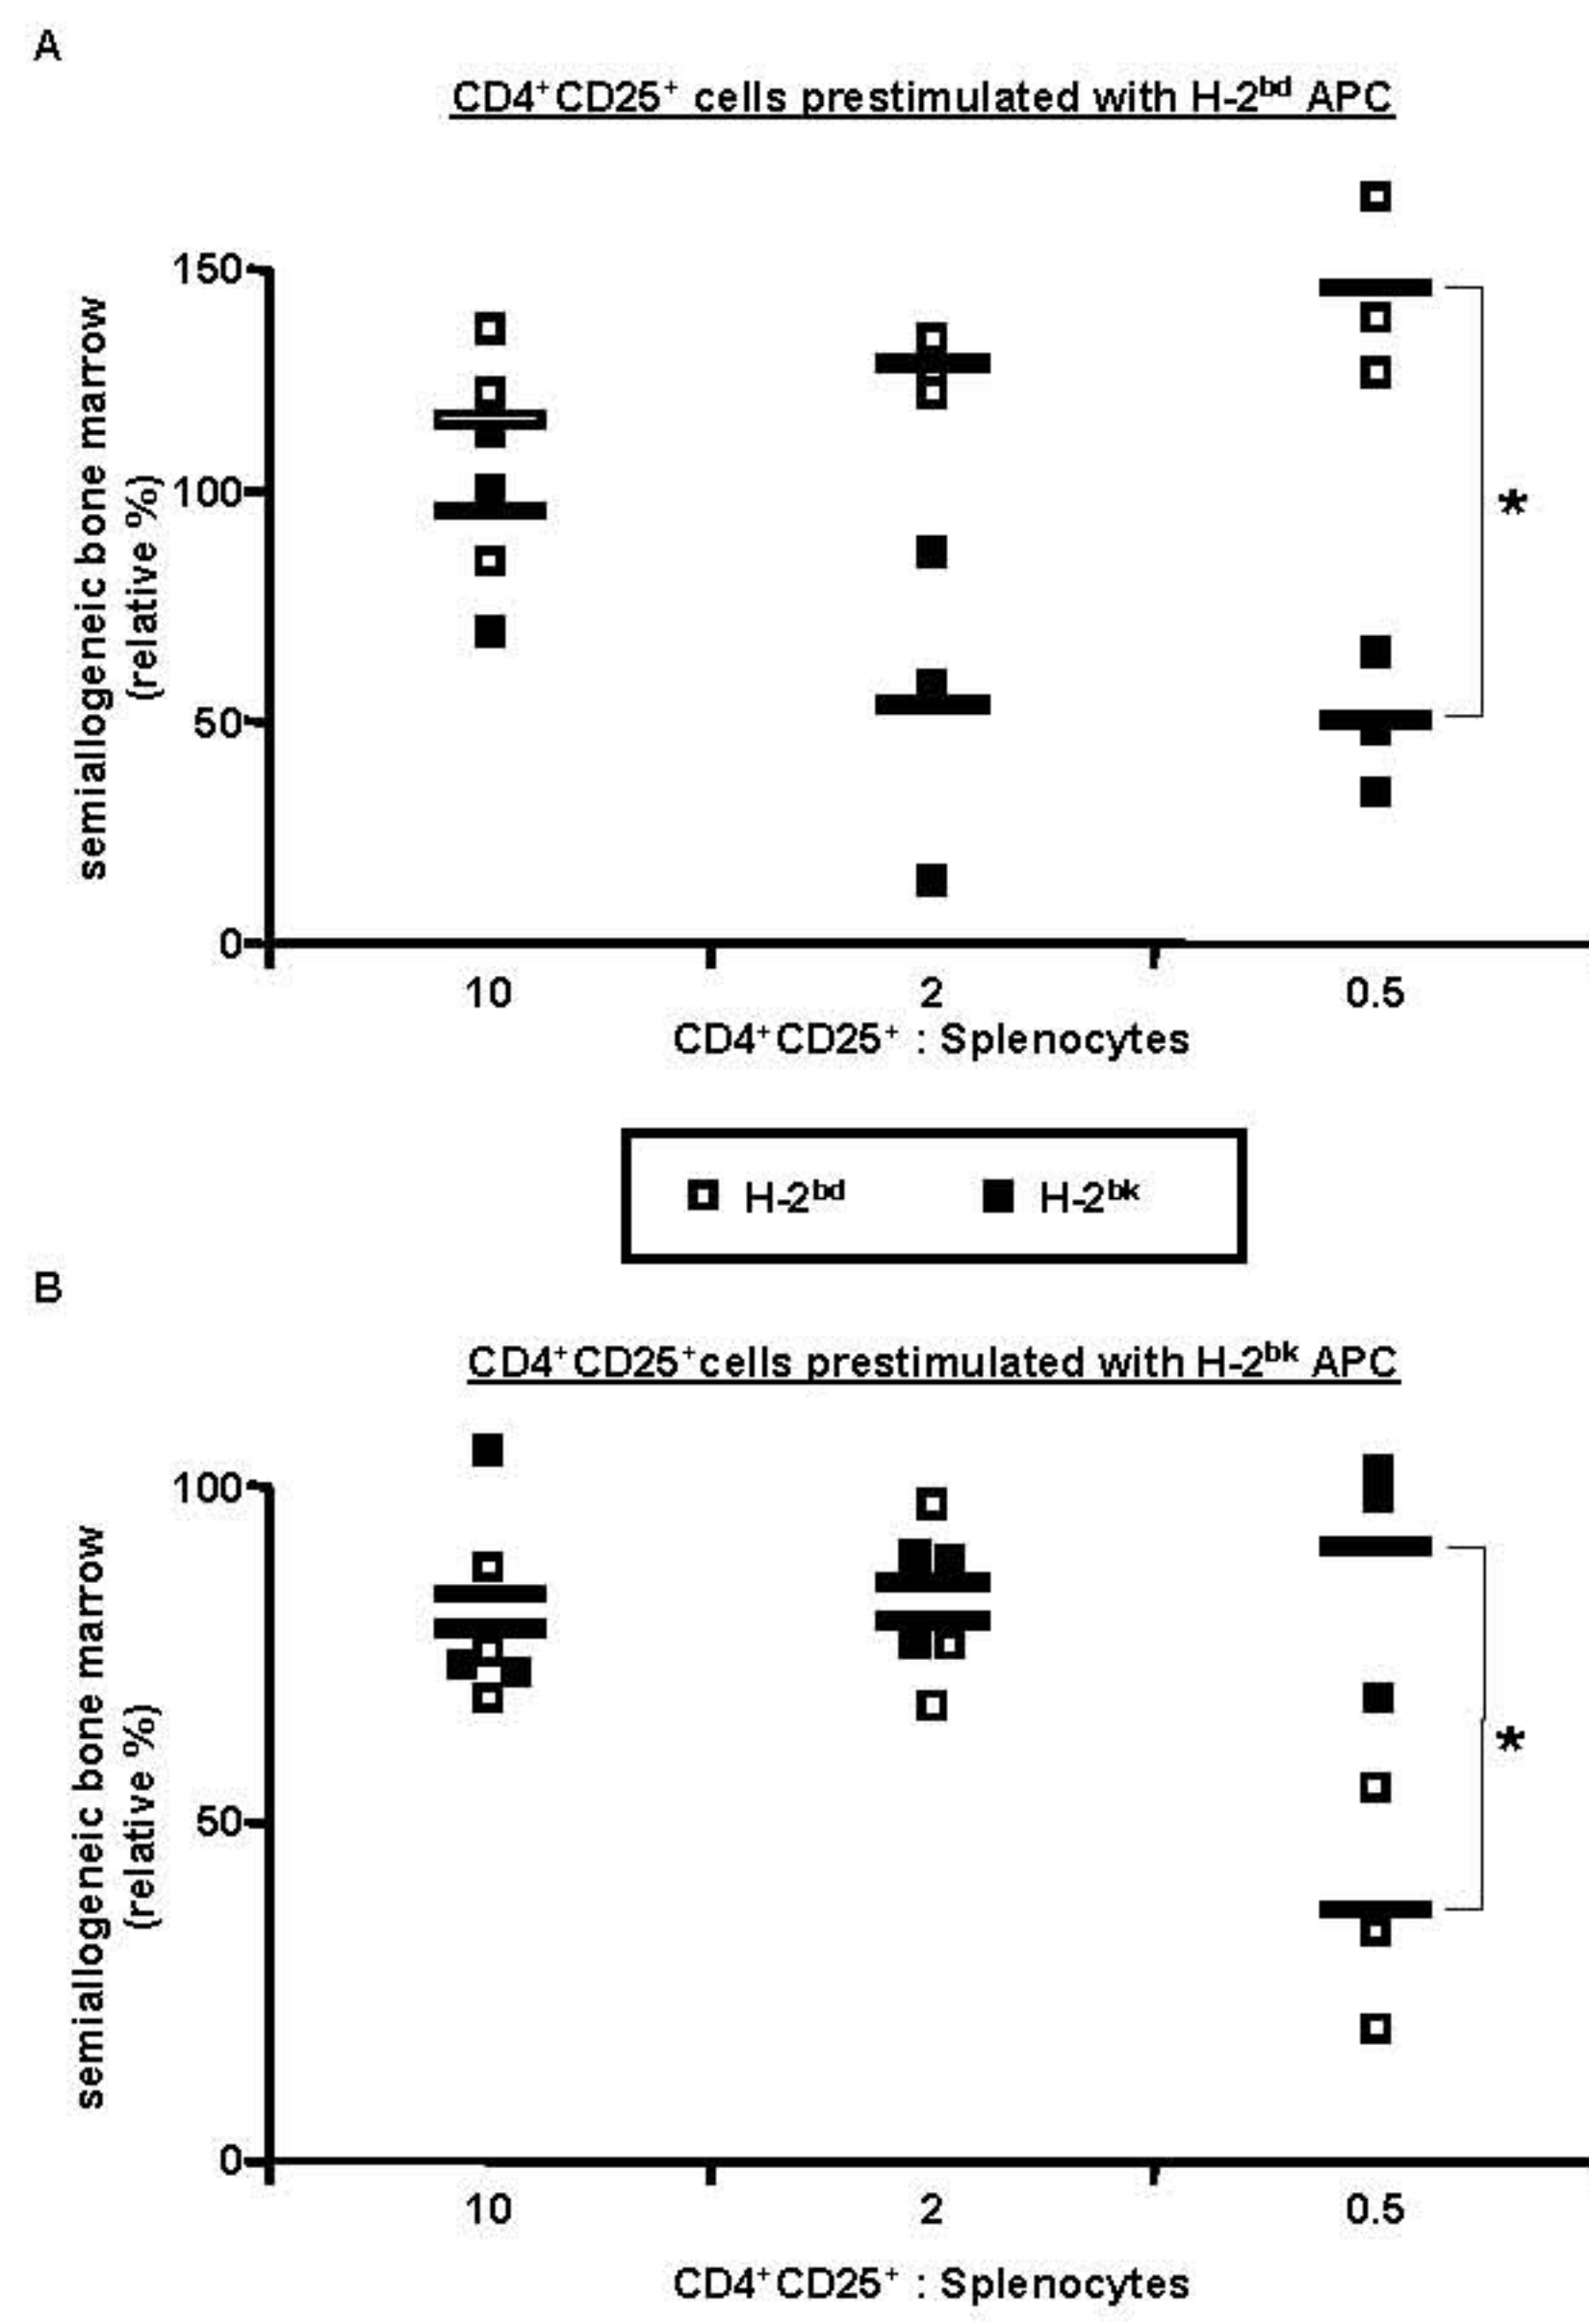 A
CD4⁺CD25⁺ cells prestimulated with H-2ᵇᵈ APC
semiallogeneic bone marrow
(relative %)
150
100
50
0
10 2 0.5
*
CD4⁺CD25⁺ : Splenocytes
H-2ᵇᵈ H-2ᵇᵏ
B
CD4⁺CD25⁺cells prestimulated with H-2ᵇᵏ APC
semiallogeneic bone marrow
(relative %)
100
50
0
10 2 0.5
*
CD4⁺CD25⁺ : Splenocytes